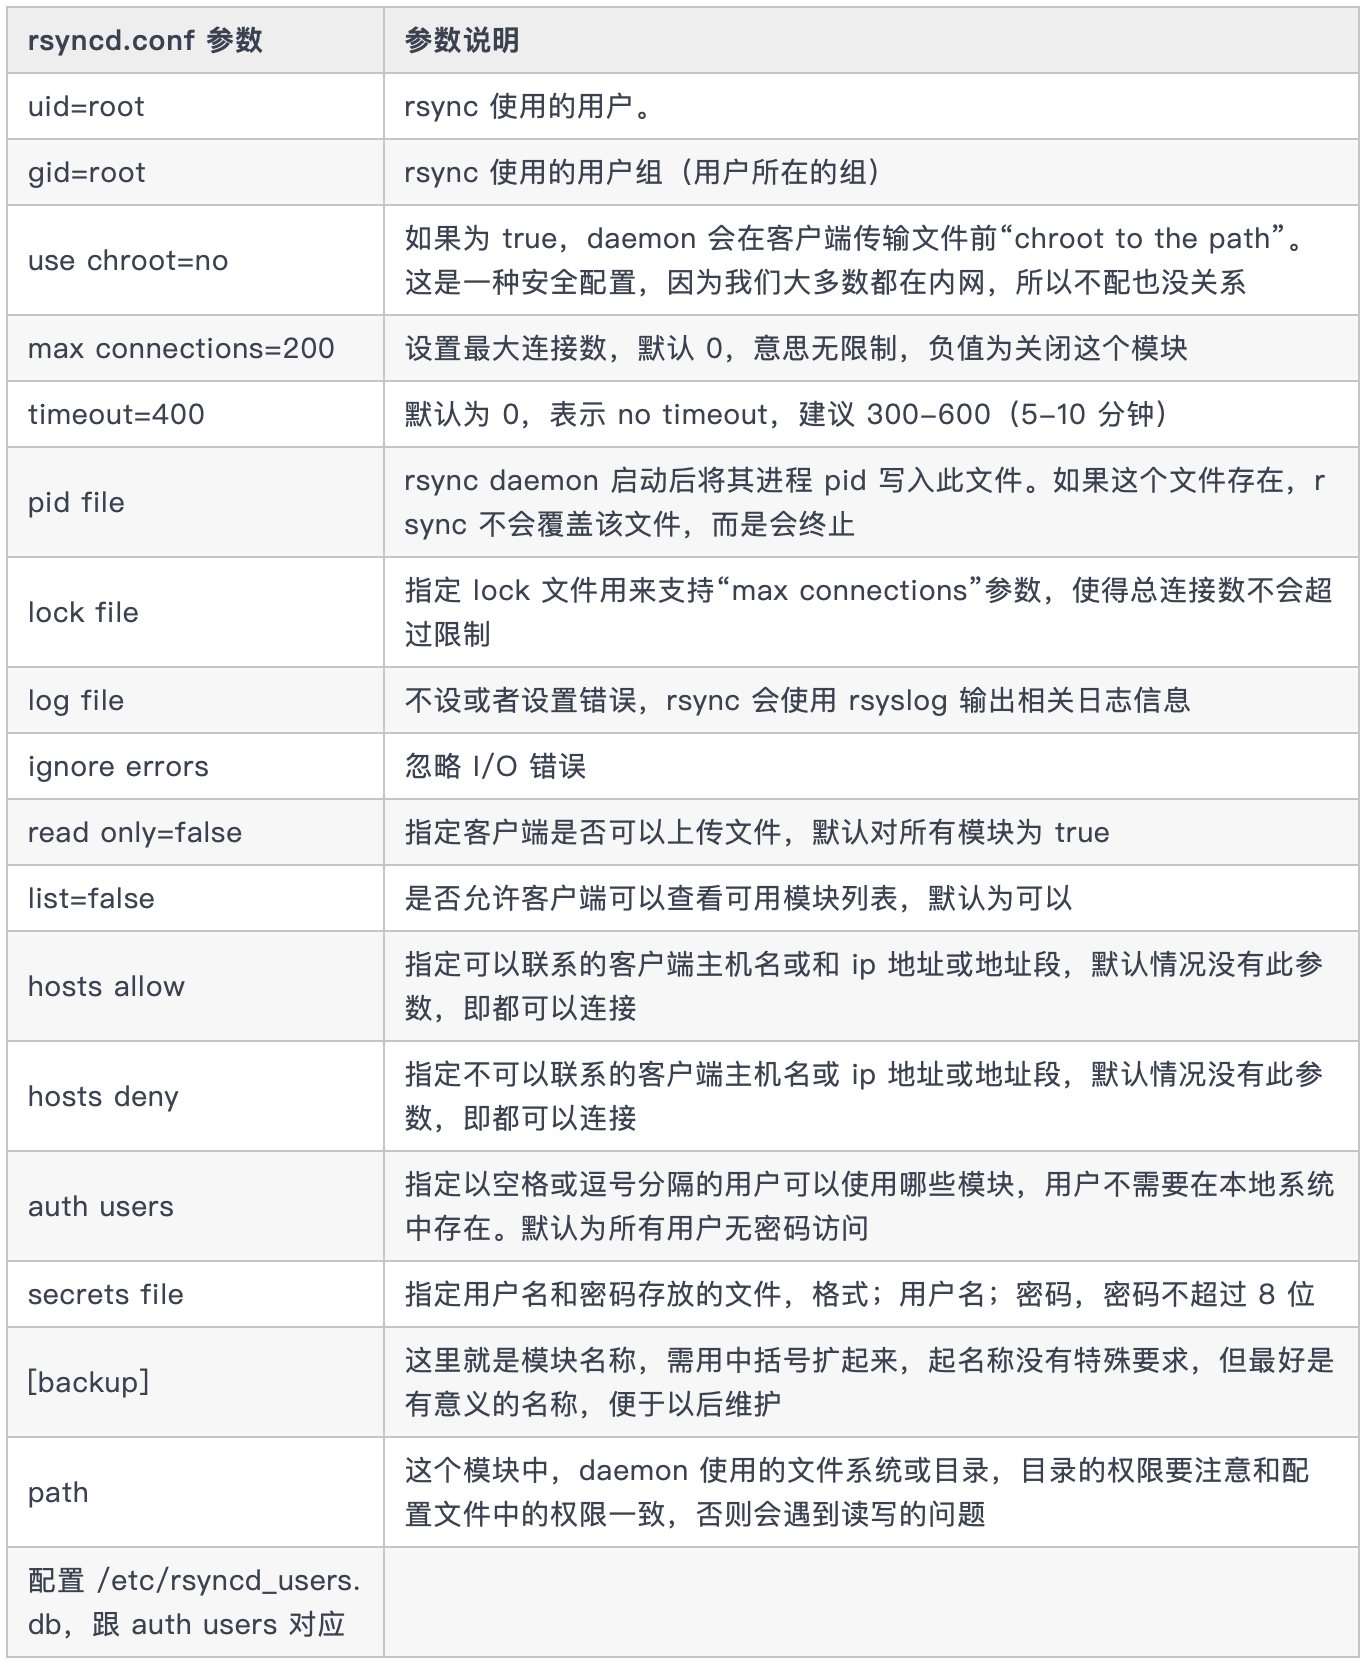 rsyncd.conf 参数
参数说明
uid=root
rsync 使用的用户。
gid=root
rsync 使用的用户组（用户所在的组）
use chroot=no
如果为 true，daemon 会在客户端传输文件前“chroot to the path”。
这是一种安全配置，因为我们大多数都在内网，所以不配也没关系
max connections=200
设置最大连接数，默认 0，意思无限制，负值为关闭这个模块
timeout=400
默认为 0，表示 no timeout，建议 300–600（5–10 分钟）
pid file
rsync daemon 启动后将其进程 pid 写入此文件。如果这个文件存在，r
sync 不会覆盖该文件，而是会终止
lock file
指定 lock 文件用来支持“max connections”参数，使得总连接数不会超
过限制
log file
不设或者设置错误，rsync 会使用 rsyslog 输出相关日志信息
ignore errors
忽略 I/O 错误
read only=false
指定客户端是否可以上传文件，默认对所有模块为 true
list=false
是否允许客户端可以查看可用模块列表，默认为可以
hosts allow
指定可以联系的客户端主机名或和 ip 地址或地址段，默认情况没有此参
数，即都可以连接
hosts deny
指定不可以联系的客户端主机名或 ip 地址或地址段，默认情况没有此参
数，即都可以连接
auth users
指定以空格或逗号分隔的用户可以使用哪些模块，用户不需要在本地系统
中存在。默认为所有用户无密码访问
secrets file
指定用户名和密码存放的文件，格式；用户名；密码，密码不超过 8 位
[backup]
这里就是模块名称，需用中括号扩起来，起名称没有特殊要求，但最好是
有意义的名称，便于以后维护
path
这个模块中，daemon 使用的文件系统或目录，目录的权限要注意和配
置文件中的权限一致，否则会遇到读写的问题
配置 /etc/rsyncd_users.
db，跟 auth users 对应